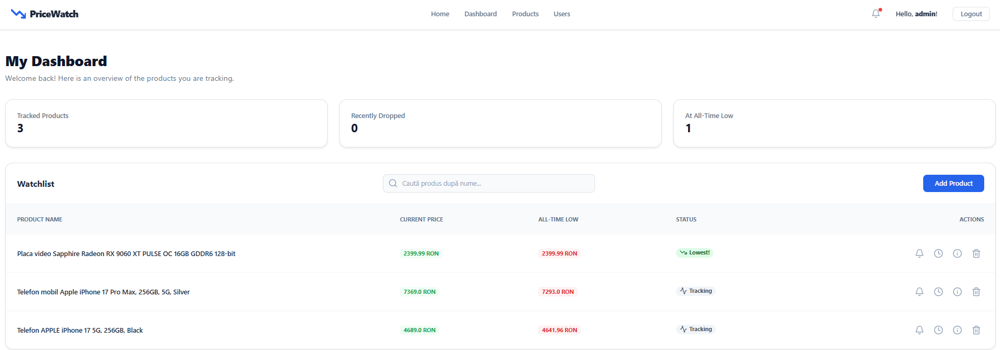 PriceWatch
Home Dashboard Products Users
Hello, admin!
Logout
My Dashboard
Welcome back! Here is an overview of the products you are tracking.
Tracked Products
3
Recently Dropped
0
At All-Time Low
1
Watchlist
Caută produs după nume...
Add Product
PRODUCT NAME CURRENT PRICE ALL-TIME LOW STATUS ACTIONS
Placa video Sapphire Radeon RX 9060 XT PULSE OC 16GB GDDR6 128-bit 2399.99 RON 2399.99 RON Lowest!
Telefon mobil Apple iPhone 17 Pro Max, 256GB, 5G, Silver 7369.0 RON 7293.0 RON Tracking
Telefon APPLE iPhone 17 5G, 256GB, Black 4689.0 RON 4641.96 RON Tracking